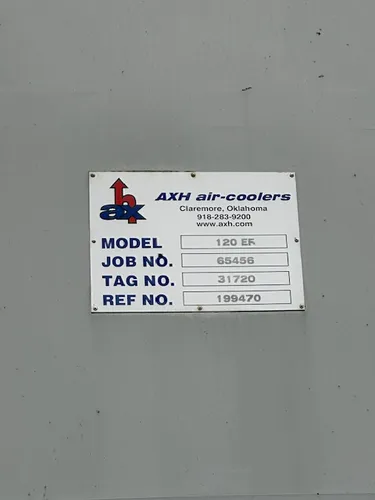 ax
AXH air-coolers
Claremore, Oklahoma
918-283-9200
www.axh.com
MODEL 120 EF
JOB NO. 65456
TAG NO. 31720
REF NO. 199470